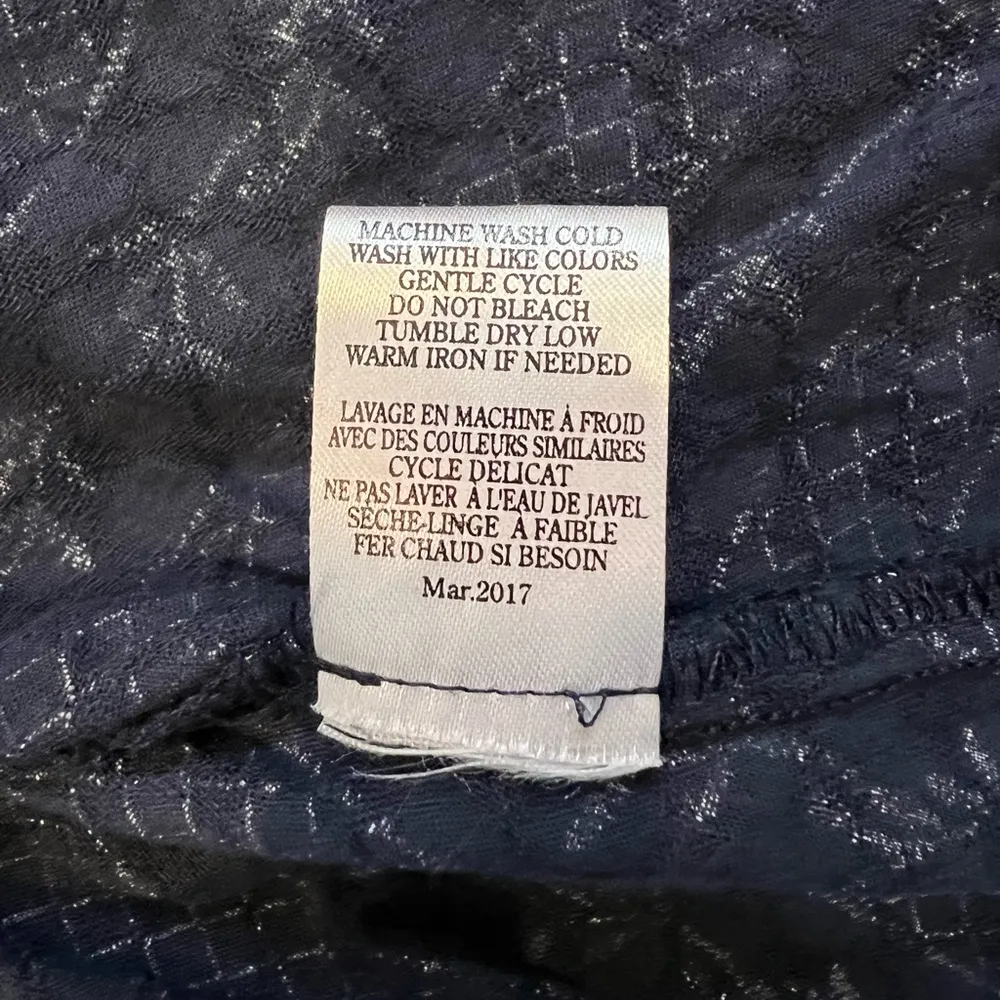 MACHINE WASH COLD
WASH WITH LIKE COLORS
GENTLE CYCLE
DO NOT BLEACH
TUMBLE DRY LOW
WARM IRON IF NEEDED
LAVAGE EN MACHINE À FROID
AVEC DES COULEURS SIMILAIRES
CYCLE DÉLICAT
NE PAS LAVER À L'EAU DE JAVEL
SÈCHE-LINGE À FAIBLE
FER CHAUD SI BESOIN
Mar.2017